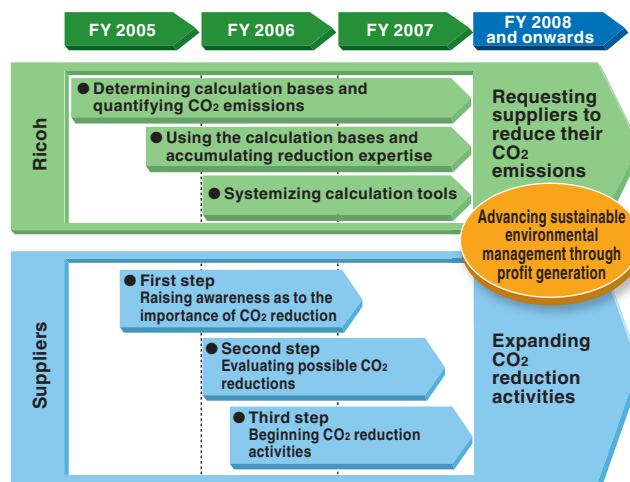 FY 2005
FY 2006
FY 2007
FY 2008
and onwards
Ricoh
● Determining calculation bases and
quantifying CO₂ emissions
● Using the calculation bases and
accumulating reduction expertise
● Systemizing calculation tools
Requesting
suppliers to
reduce their
CO₂
emissions
Advancing sustainable
environmental
management through
profit generation
Suppliers
● First step
Raising awareness as to the
importance of CO₂ reduction
● Second step
Evaluating possible CO₂
reductions
● Third step
Beginning CO₂ reduction
activities
Expanding
CO₂
reduction
activities